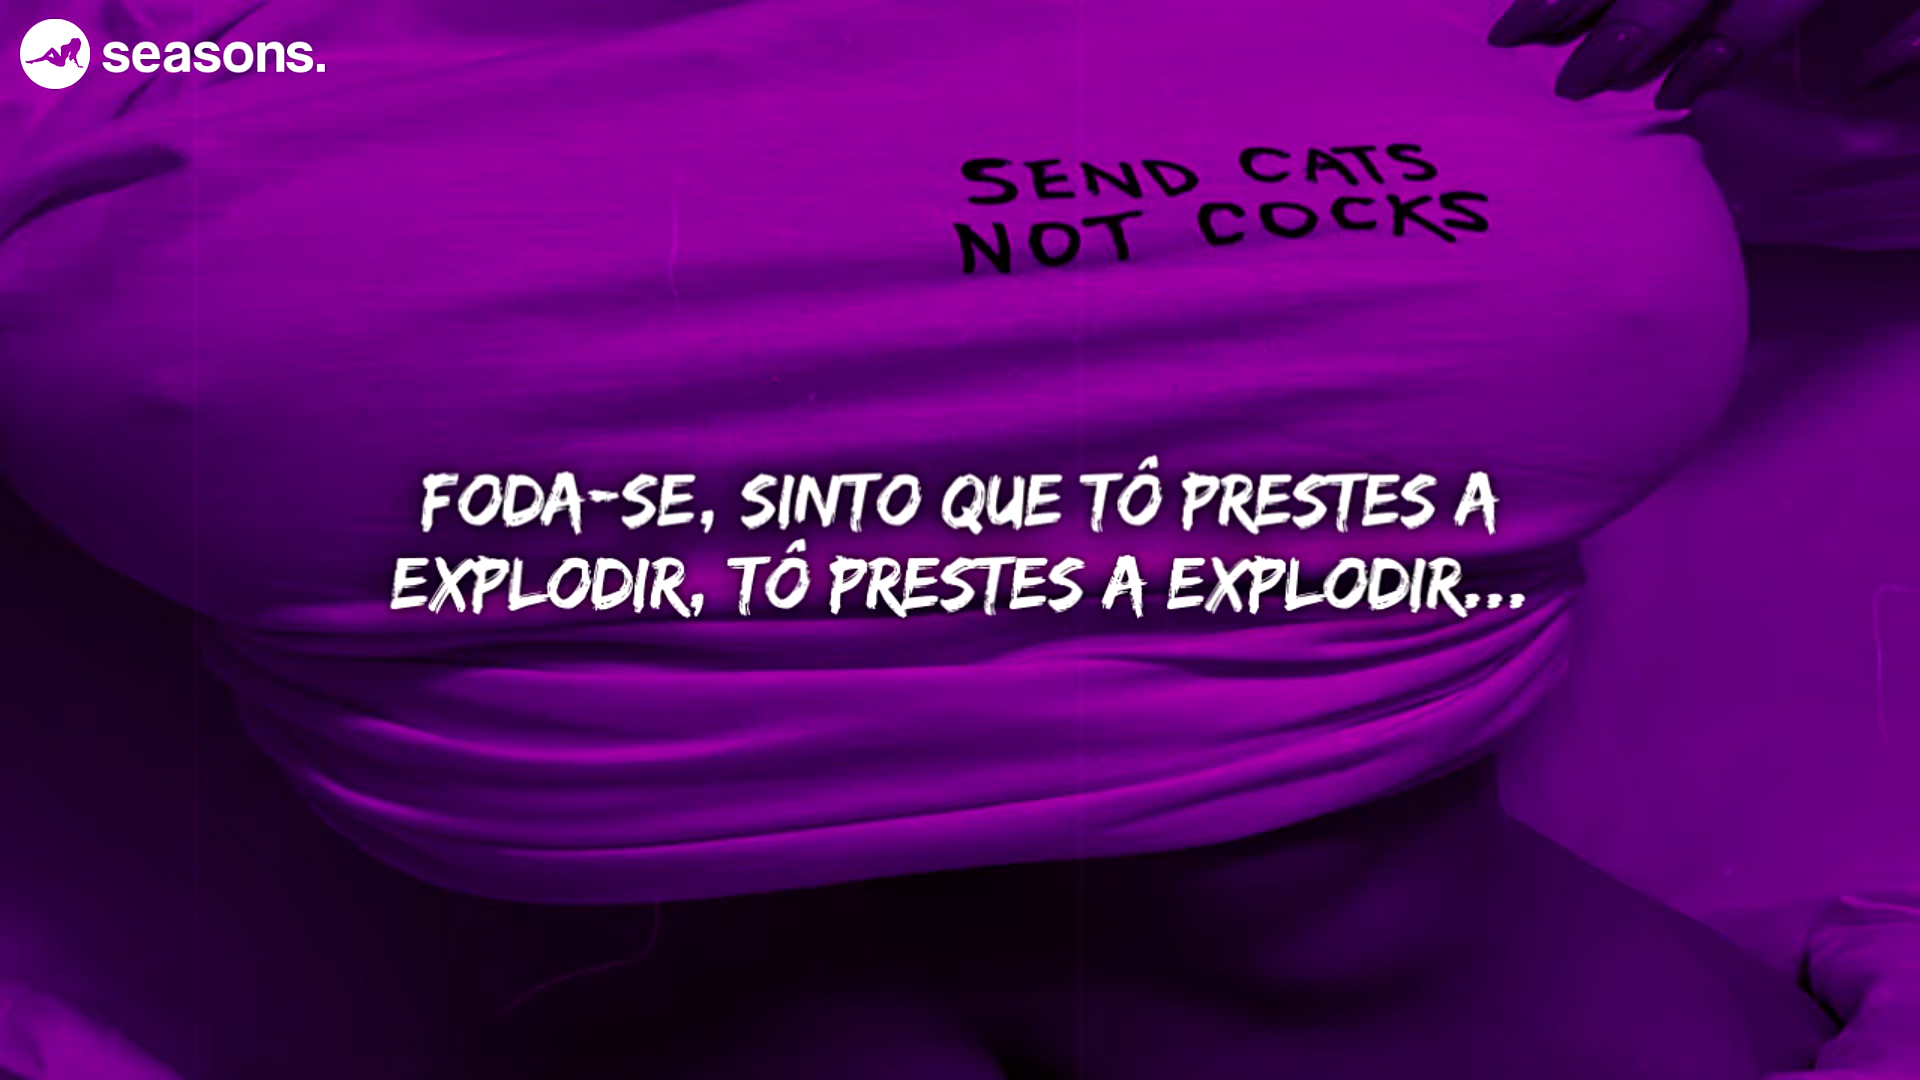 seasons.
SEND CATS
NOT COCKS
FODA-SE, SINTO QUE TÔ PRESTES A
EXPLODIR, TÔ PRESTES A EXPLODIR...